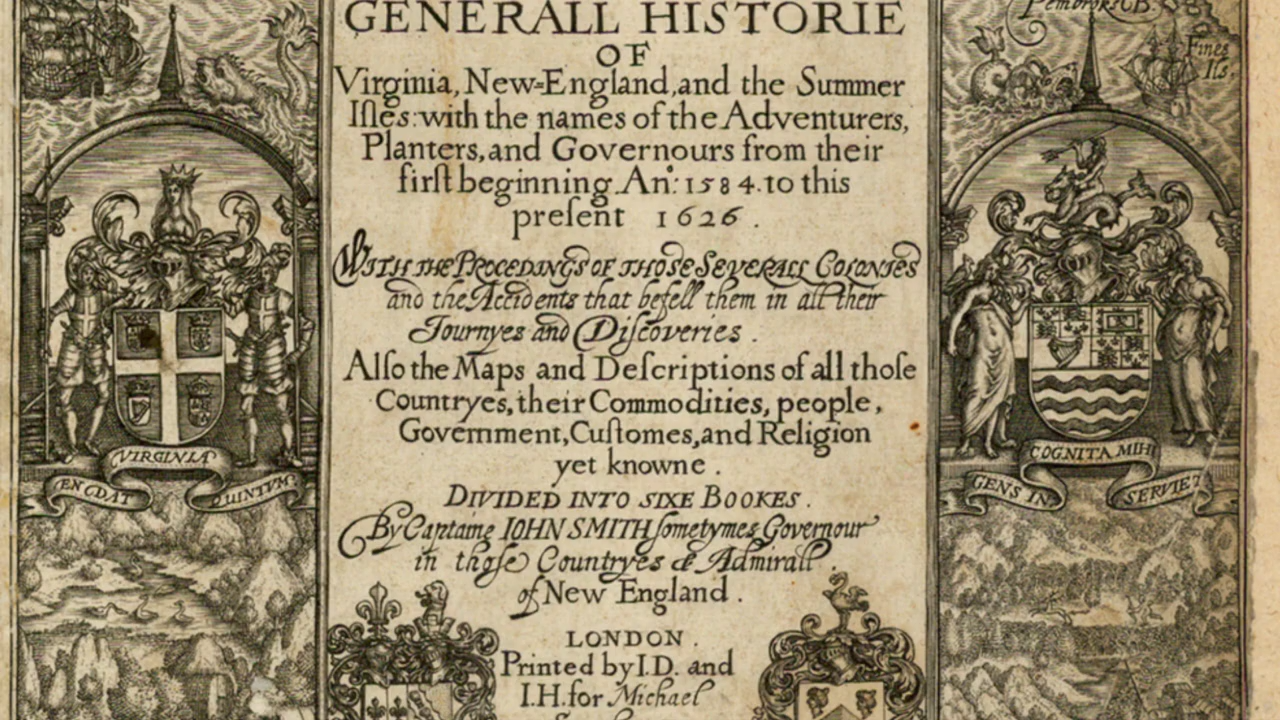 PembrokS CB.
Fines
Ils.
GENERALL HISTORIE
OF
Virginia, New=England, and the Summer
Iſles: with the names of the Adventurers,
Planters, and Governours from their
firſt beginning. An°: 1584. to this
preſent 1626.
WITH THE PROCEDINGS OF THOSE SEVERALL COLONIES
and the Accidents that befell them in all their
Journyes and Diſcoveries.
Alſo the Maps and Deſcriptions of all thoſe
Countryes, their Commodities, people,
Government, Cuſtomes, and Religion
yet knowne.
DIVIDED INTO SIXE BOOKES.
By Captaine IOHN SMITH ſometymes Governour
in thoſe Countryes & Admirall
of New England.
LONDON.
Printed by I.D. and
I.H. for Michael
EN DAT VIRGINIA QUINTVM
GENS IN COGNITA MIHI SERVIET